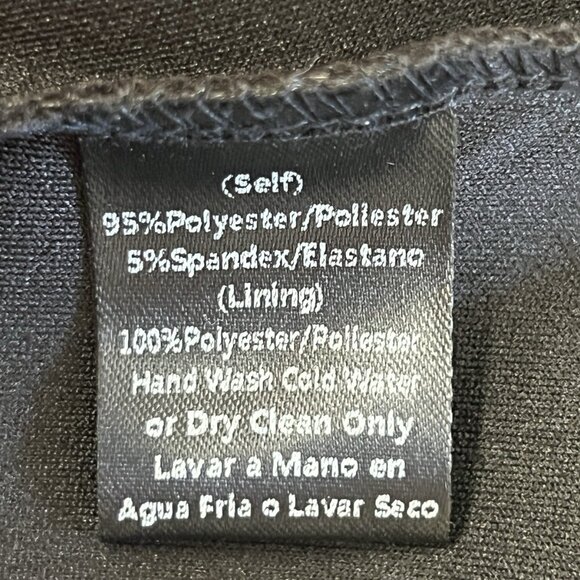 (Self)
95%Polyester/Poliester
5%Spandex/Elastano
(Lining)
100%Polyester/Poliester
Hand Wash Cold Water
or Dry Clean Only
Lavar a Mano en
Agua Fria o Lavar Seco